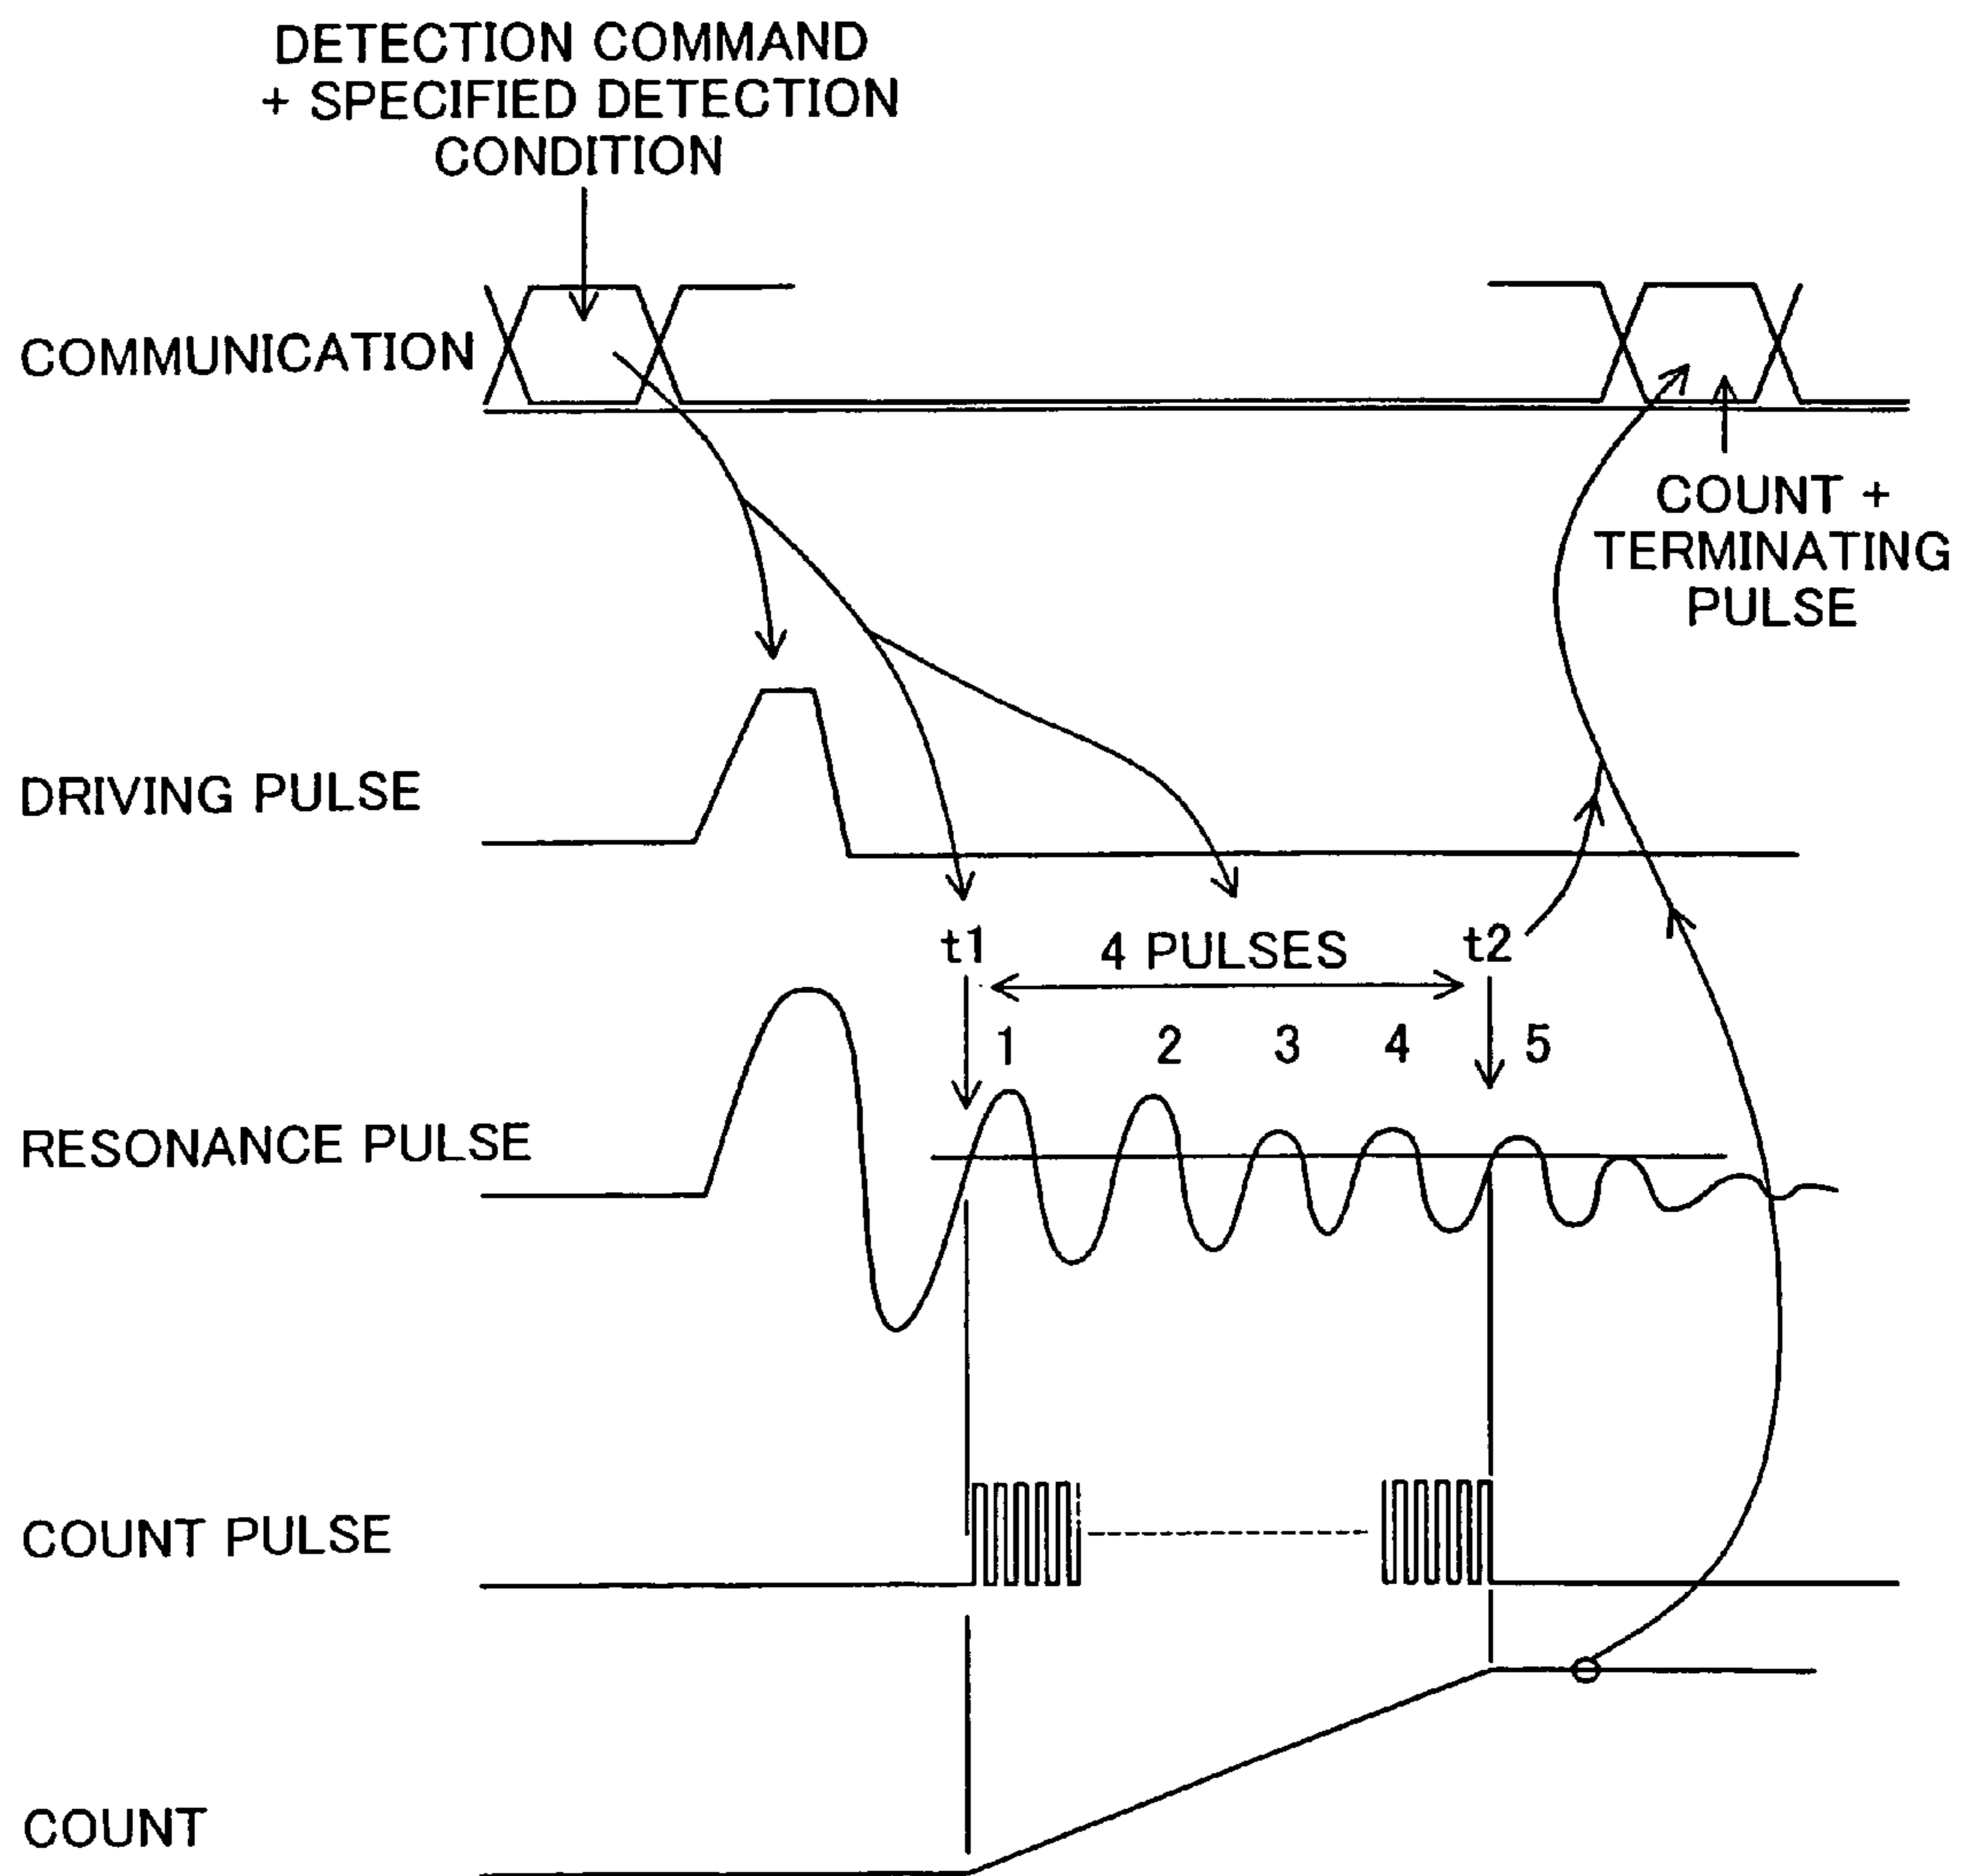 DETECTION COMMAND
+ SPECIFIED DETECTION
CONDITION
COMMUNICATION
COUNT +
TERMINATING
PULSE
DRIVING PULSE
t1
4 PULSES
t2
1 2 3 4 5
RESONANCE PULSE
COUNT PULSE
COUNT